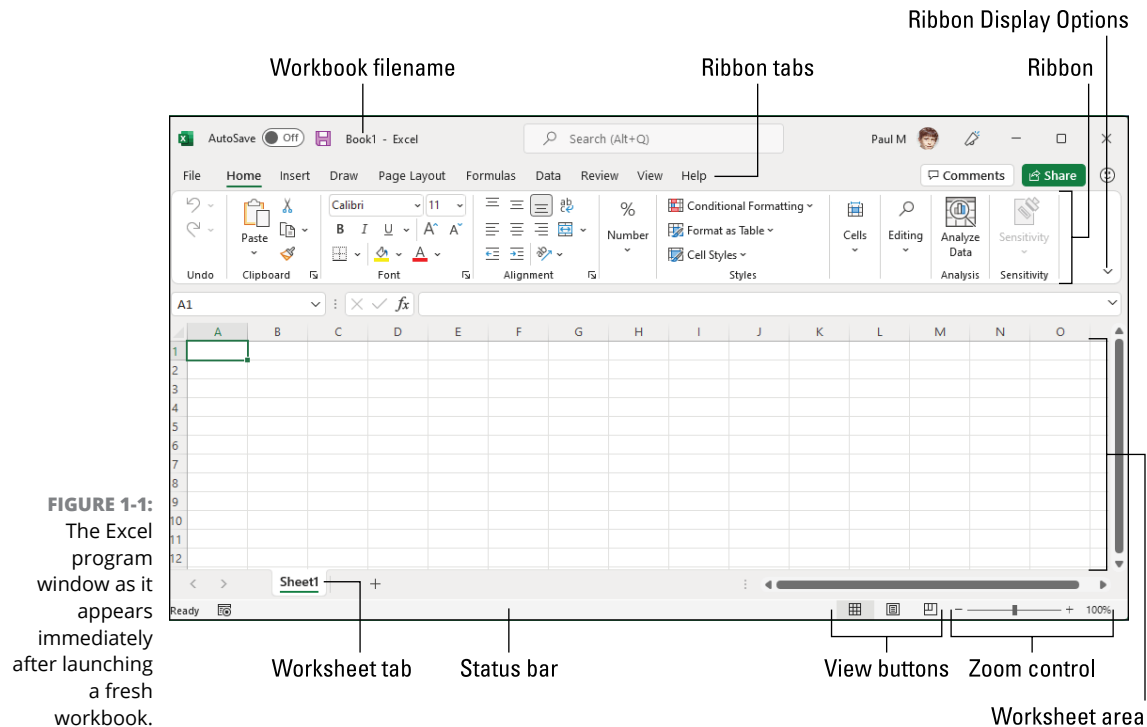 Ribbon Display Options
Workbook filename
Ribbon tabs
Ribbon
AutoSave Off Book1 - Excel Search (Alt+Q) Paul M
File Home Insert Draw Page Layout Formulas Data Review View Help Comments Share
Calibri 11 ab % Conditional Formatting
Paste B I U A A Number Format as Table Cells Editing Analyze Data Sensitivity
A Cell Styles
Undo Clipboard Font Alignment Styles Analysis Sensitivity
A1 fx
A B C D E F G H I J K L M N O
1
2
3
4
5
6
7
8
9
10
11
12
Sheet1
Ready 100%
FIGURE 1-1:
The Excel
program
window as it
appears
immediately
after launching
a fresh
workbook.
Worksheet tab
Status bar
View buttons
Zoom control
Worksheet area